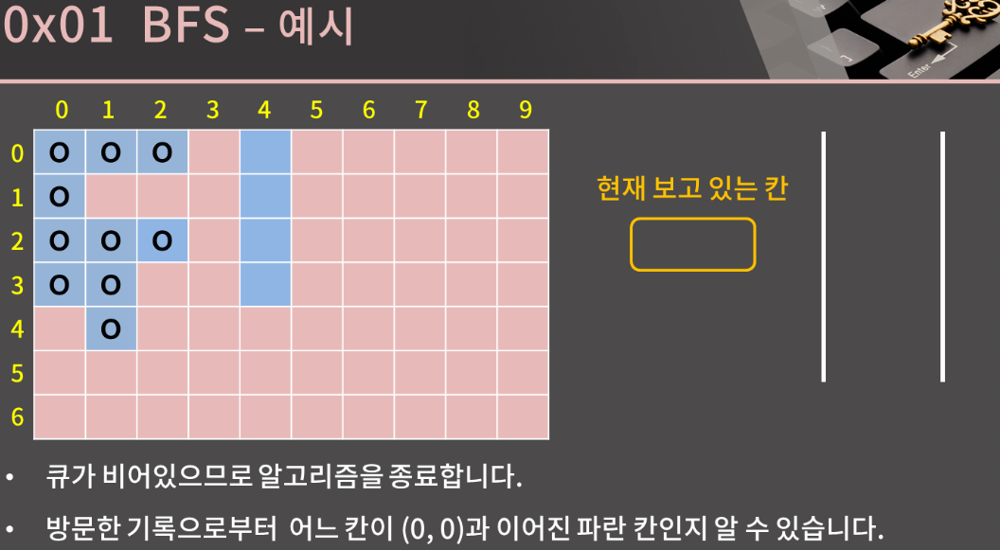 0x01 BFS – 예시
0 1 2 3 4 5 6 7 8 9
0 O O O
1 O
2 O O O
3 O O
4 O
5
6
현재 보고 있는 칸
Enter
• 큐가 비어있으므로 알고리즘을 종료합니다.
• 방문한 기록으로부터 어느 칸이 (0, 0)과 이어진 파란 칸인지 알 수 있습니다.